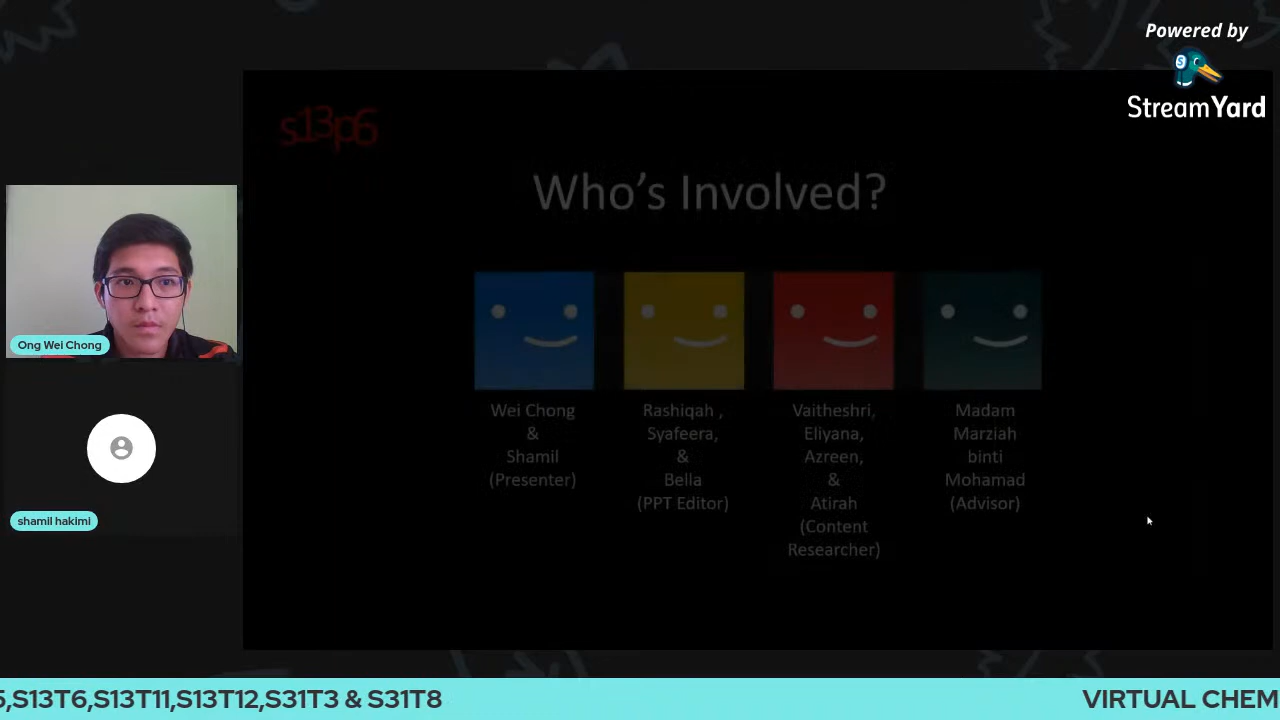 Powered by
StreamYard
s13p6
Who's Involved?
Wei Chong
&
Shamil
(Presenter)
Rashiqah ,
Syafeera,
&
Bella
(PPT Editor)
Vaitheshri,
Eliyana,
Azreen,
&
Atirah
(Content
Researcher)
Madam
Marziah
binti
Mohamad
(Advisor)
Ong Wei Chong
shamil hakimi
,S13T6,S13T11,S13T12,S31T3 & S31T8
VIRTUAL CHEM